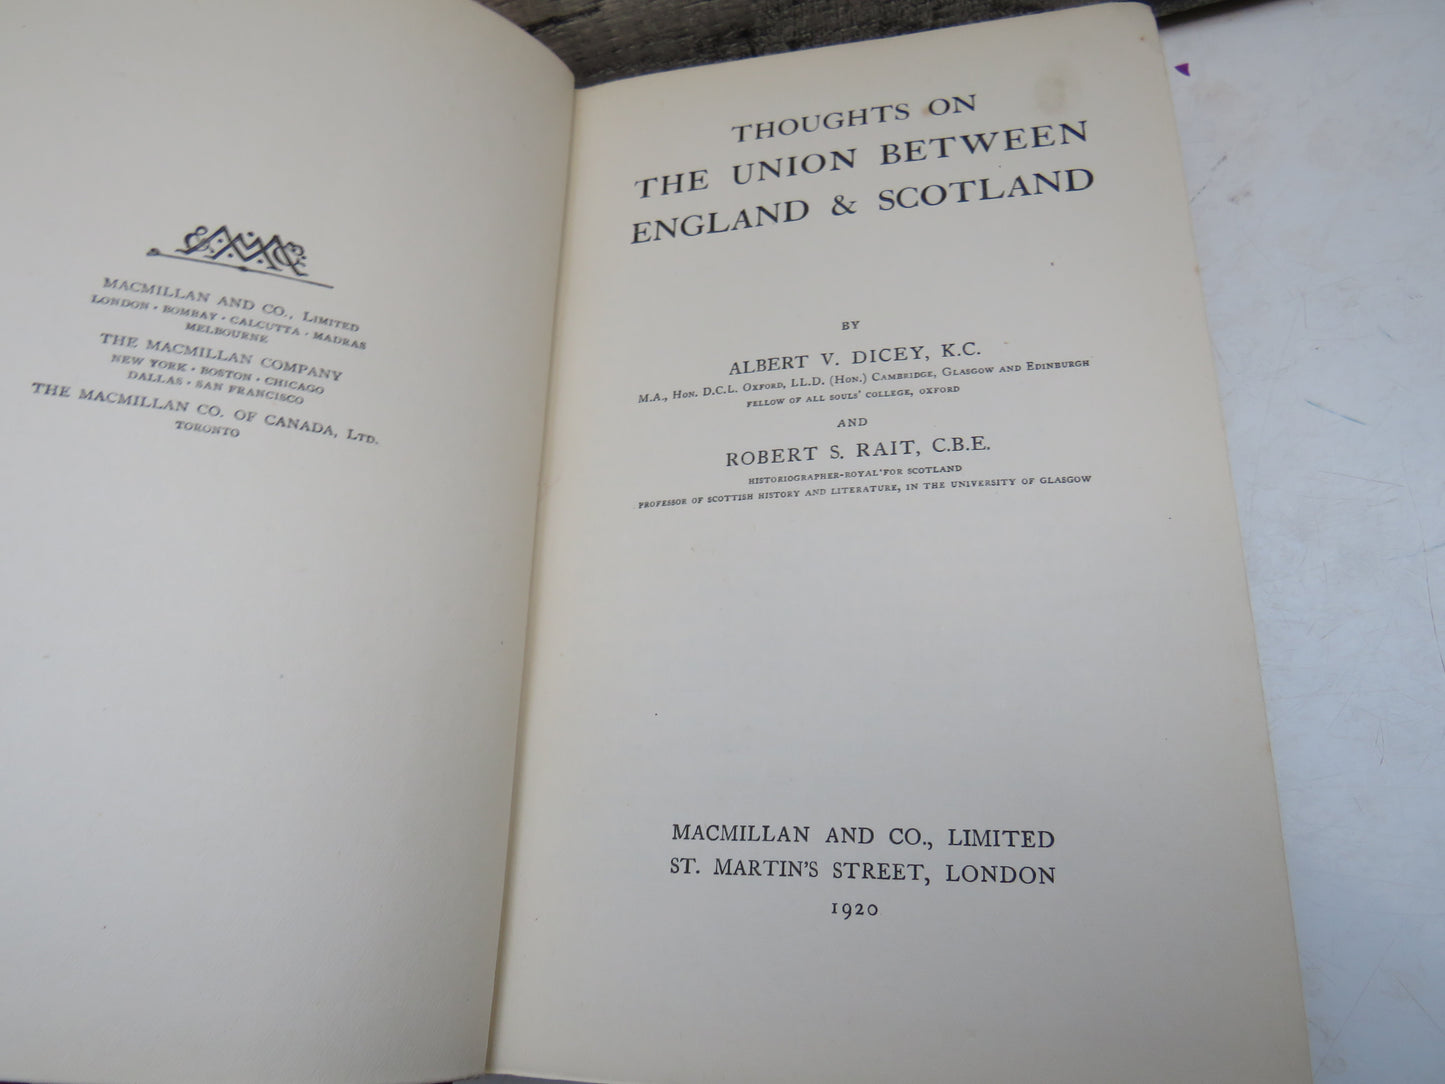 MACMILLAN AND CO., LIMITED
LONDON · BOMBAY · CALCUTTA · MADRAS
MELBOURNE
THE MACMILLAN COMPANY
NEW YORK · BOSTON · CHICAGO
DALLAS · SAN FRANCISCO
THE MACMILLAN CO. OF CANADA, LTD.
TORONTO
THOUGHTS ON
THE UNION BETWEEN
ENGLAND & SCOTLAND
BY
ALBERT V. DICEY, K.C.
M.A., HON. D.C.L. OXFORD, LL.D. (HON.) CAMBRIDGE, GLASGOW AND EDINBURGH
FELLOW OF ALL SOULS' COLLEGE, OXFORD
AND
ROBERT S. RAIT, C.B.E.
HISTORIOGRAPHER-ROYAL FOR SCOTLAND
PROFESSOR OF SCOTTISH HISTORY AND LITERATURE, IN THE UNIVERSITY OF GLASGOW
MACMILLAN AND CO., LIMITED
ST. MARTIN'S STREET, LONDON
1920